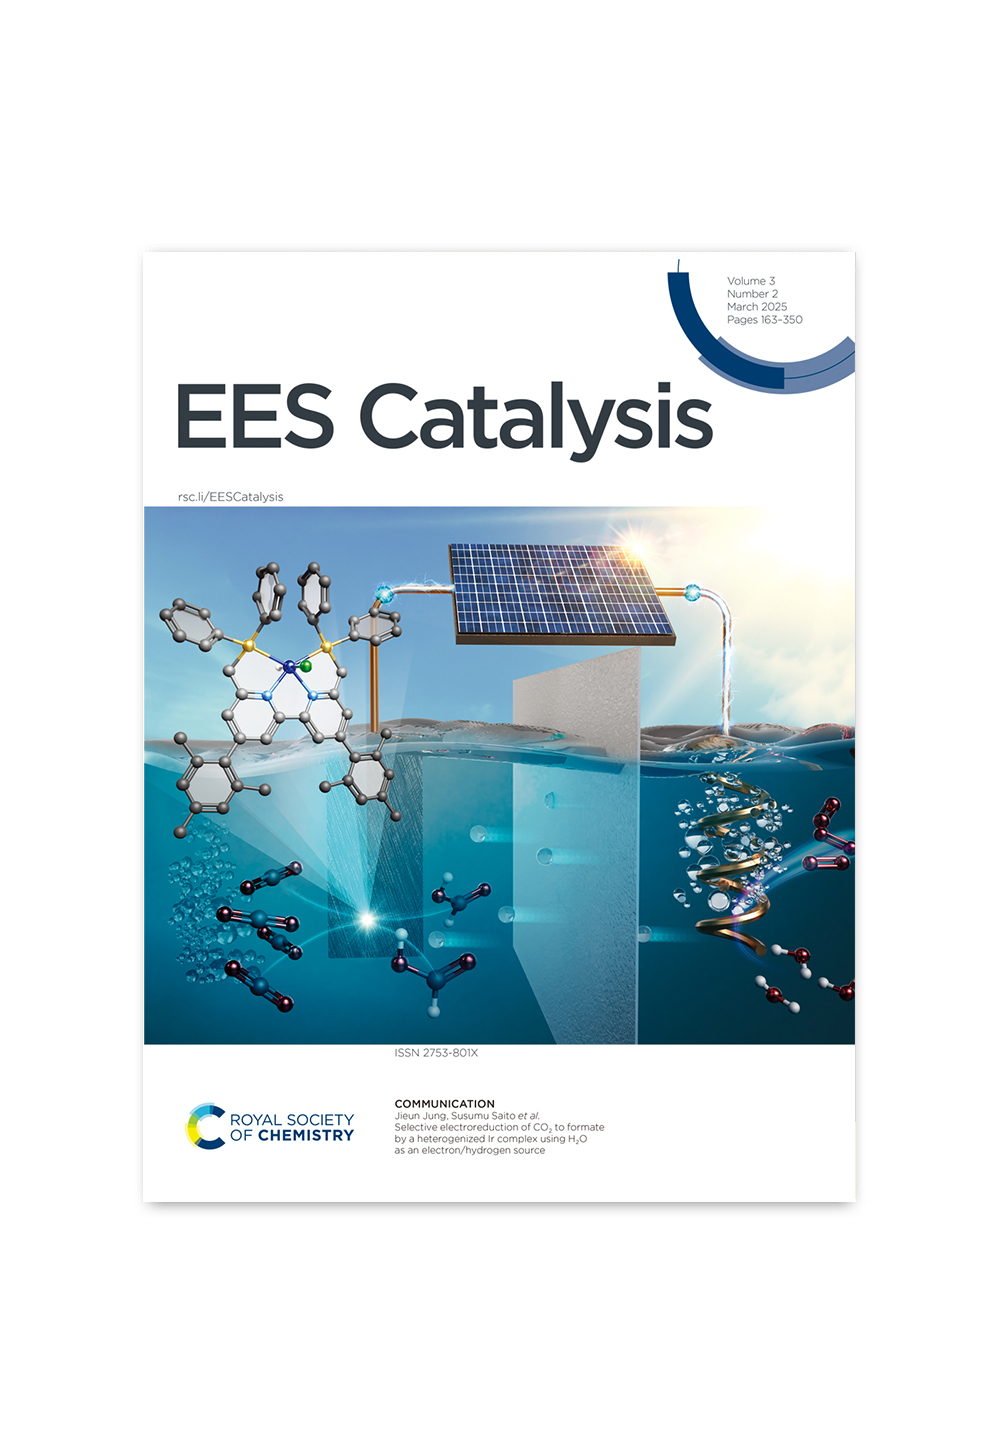 Volume 3
Number 2
March 2025
Pages 163–350
EES Catalysis
rsc.li/EESCatalysis
ISSN 2753-801X
ROYAL SOCIETY
OF CHEMISTRY
COMMUNICATION
Jieun Jung, Susumu Saito et al.
Selective electroreduction of CO₂ to formate
by a heterogenized Ir complex using H₂O
as an electron/hydrogen source